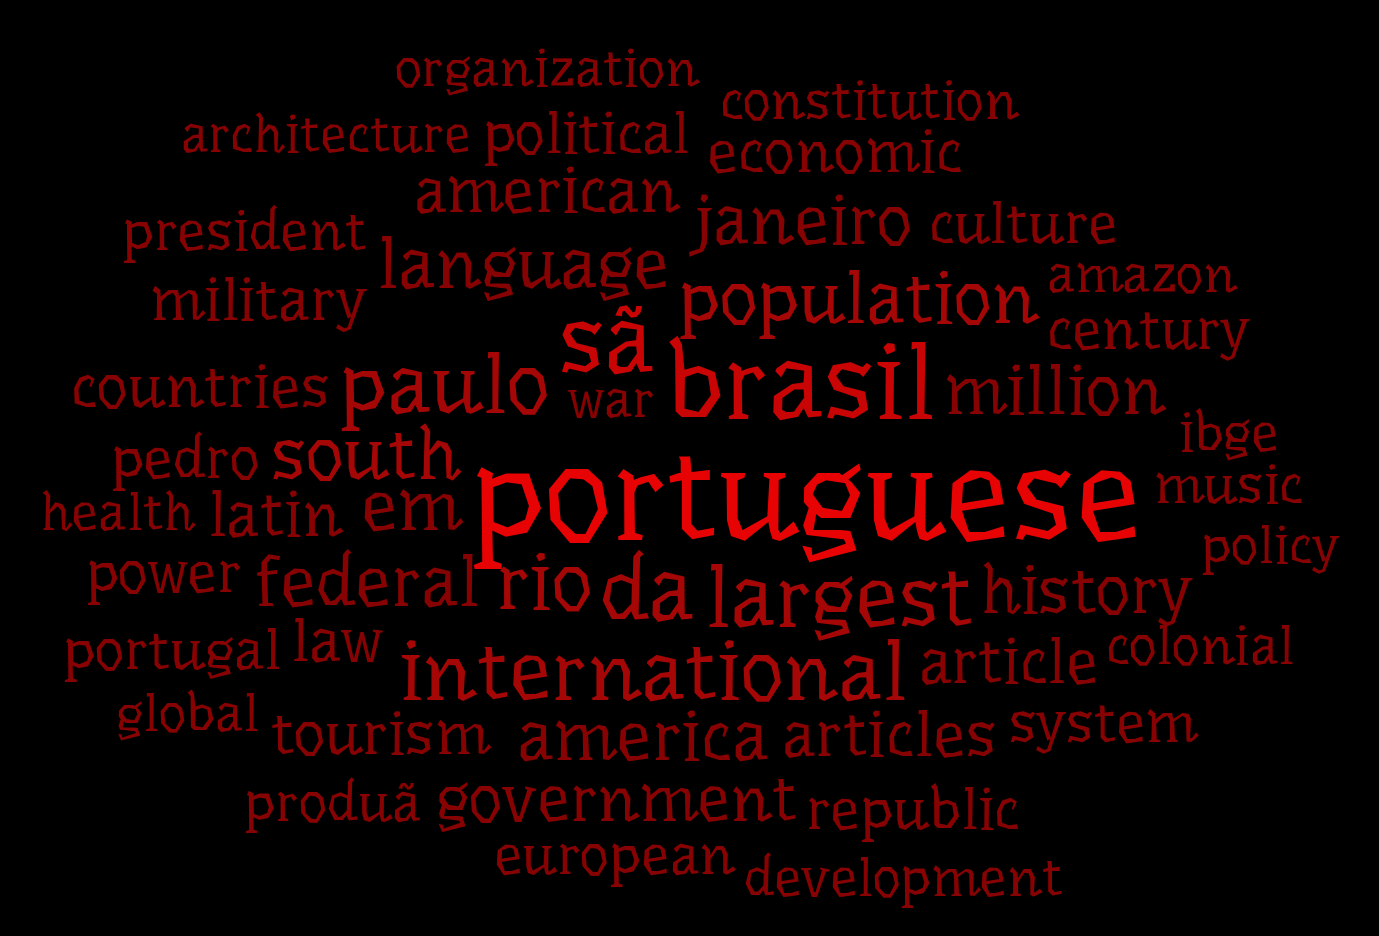 organization
constitution
architecture political
economic
american
janeiro culture
president
language
amazon
military
population
century
sã
brasil
countries paulo
war
million
ibge
pedro south
portuguese
music
health latin em
policy
power federal rio da largest history
portugal law
international article colonial
global
tourism america articles system
produã government republic
european
development